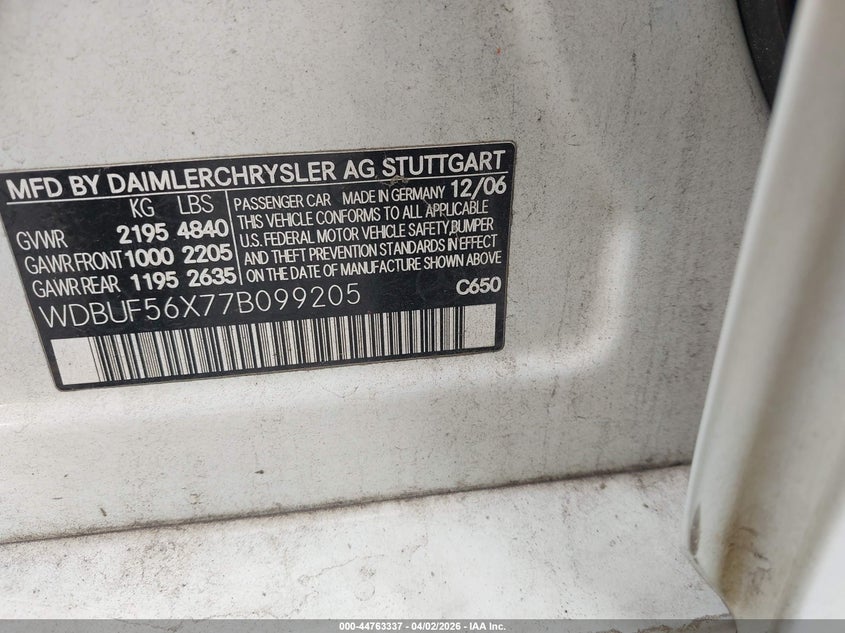 MFD BY DAIMLERCHRYSLER AG STUTTGART
KG LBS
GVWR 2195 4840
GAWR FRONT 1000 2205
GAWR REAR 1195 2635
PASSENGER CAR MADE IN GERMANY 12/06
THIS VEHICLE CONFORMS TO ALL APPLICABLE
U.S. FEDERAL MOTOR VEHICLE SAFETY,BUMPER
AND THEFT PREVENTION STANDARDS IN EFFECT
ON THE DATE OF MANUFACTURE SHOWN ABOVE
WDBUF56X77B099205 C650
000-44763337 - 04/02/2026 - IAA Inc.